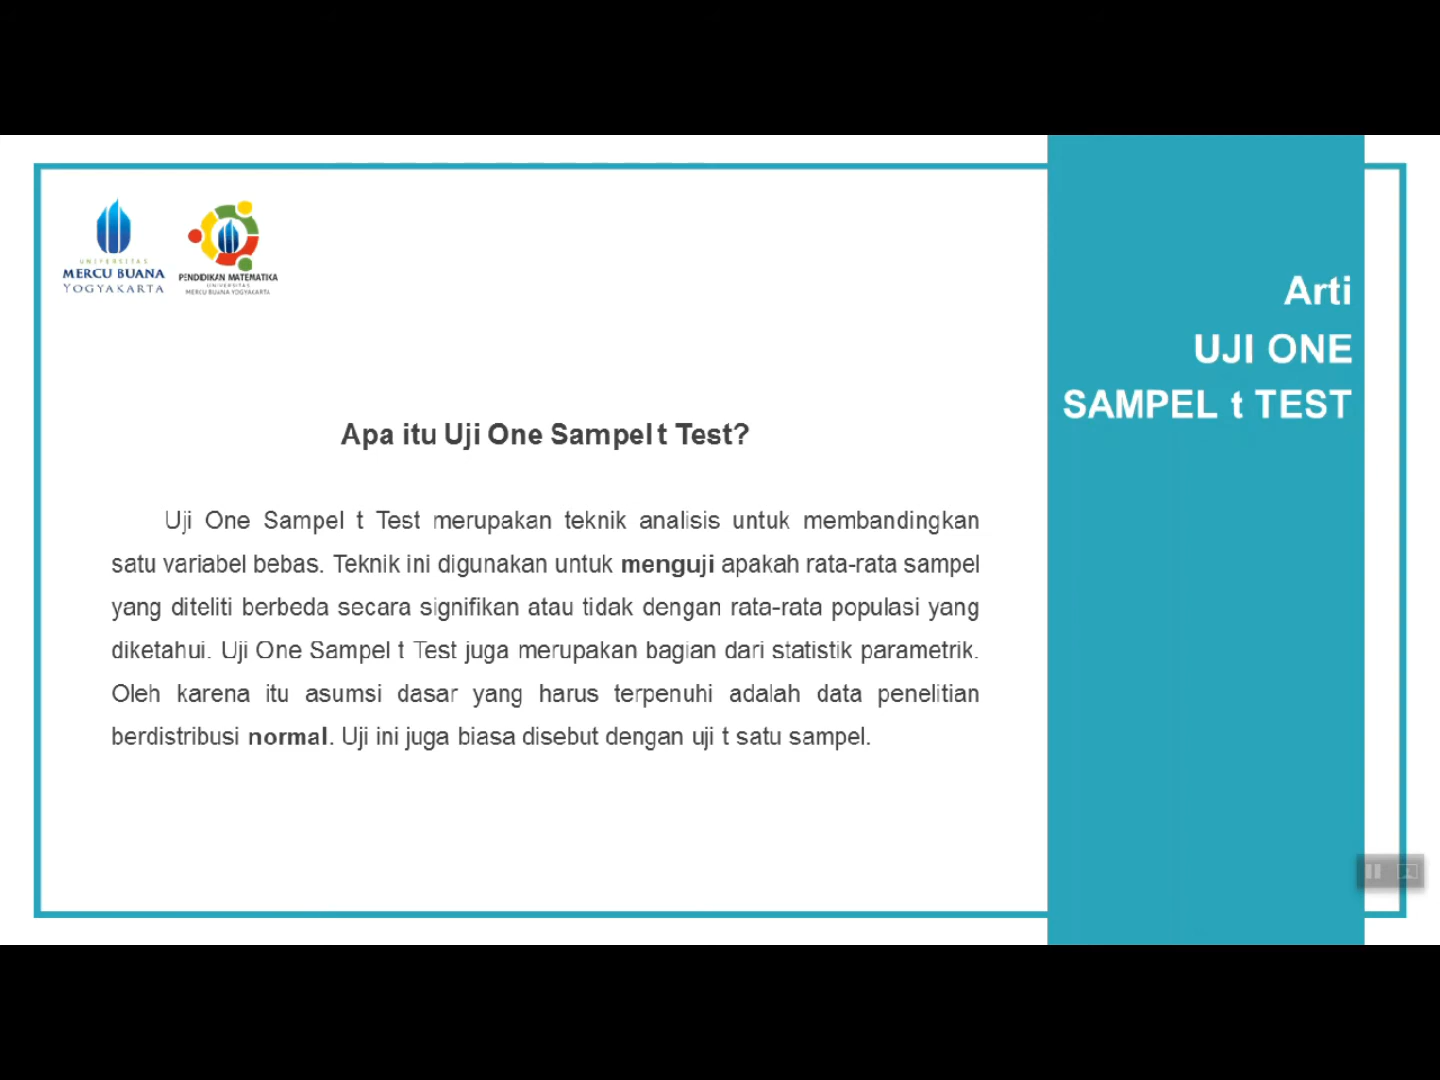 UNIVERSITAS
MERCU BUANA
YOGYAKARTA
PENDIDIKAN MATEMATIKA
UNIVERSITAS
MERCU BUANA YOGYAKARTA
Arti
UJI ONE
SAMPEL t TEST
Apa itu Uji One Sampel t Test?
Uji One Sampel t Test merupakan teknik analisis untuk membandingkan
satu variabel bebas. Teknik ini digunakan untuk menguji apakah rata-rata sampel
yang diteliti berbeda secara signifikan atau tidak dengan rata-rata populasi yang
diketahui. Uji One Sampel t Test juga merupakan bagian dari statistik parametrik.
Oleh karena itu asumsi dasar yang harus terpenuhi adalah data penelitian
berdistribusi normal. Uji ini juga biasa disebut dengan uji t satu sampel.